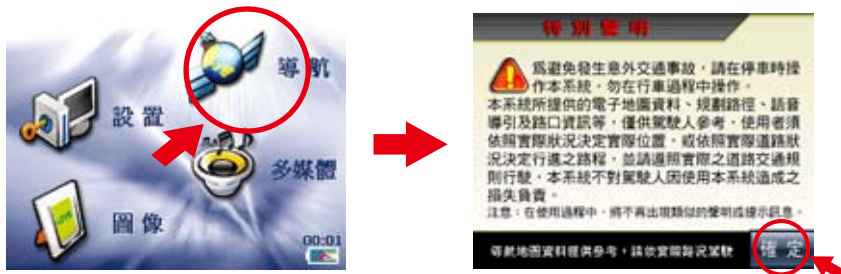 導航
設置
多媒體
圖像
00:01
特別聲明
為避免發生意外交通事故，請在停車時操
作本系統，勿在行車過程中操作。
本系統所提供的電子地圖資料、規劃路徑、語音
導引及路口資訊等，僅供駕駛人參考，使用者須
依照實際狀況決定實際位置，或依照實際道路狀
況決定行進之路程，並請遵照實際之道路交通規
則行駛，本系統不對駕駛人因使用本系統造成之
損失負責。
注意：在使用過程中，將不再出現類似的聲明或提示訊息。
導航地圖資料僅供參考，請依實際路況駕駛
確定